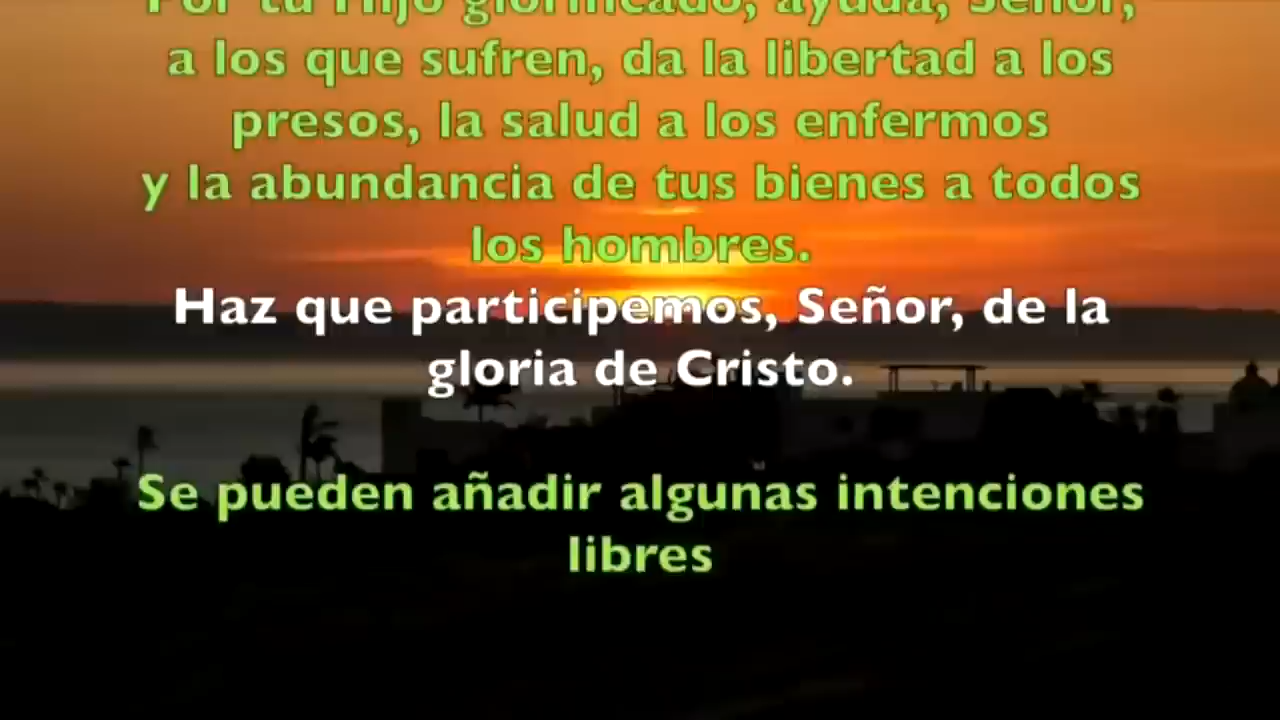 Por tu Hijo glorificado, ayuda, Señor,
a los que sufren, da la libertad a los
presos, la salud a los enfermos
y la abundancia de tus bienes a todos
los hombres.
Haz que participemos, Señor, de la
gloria de Cristo.
Se pueden añadir algunas intenciones
libres